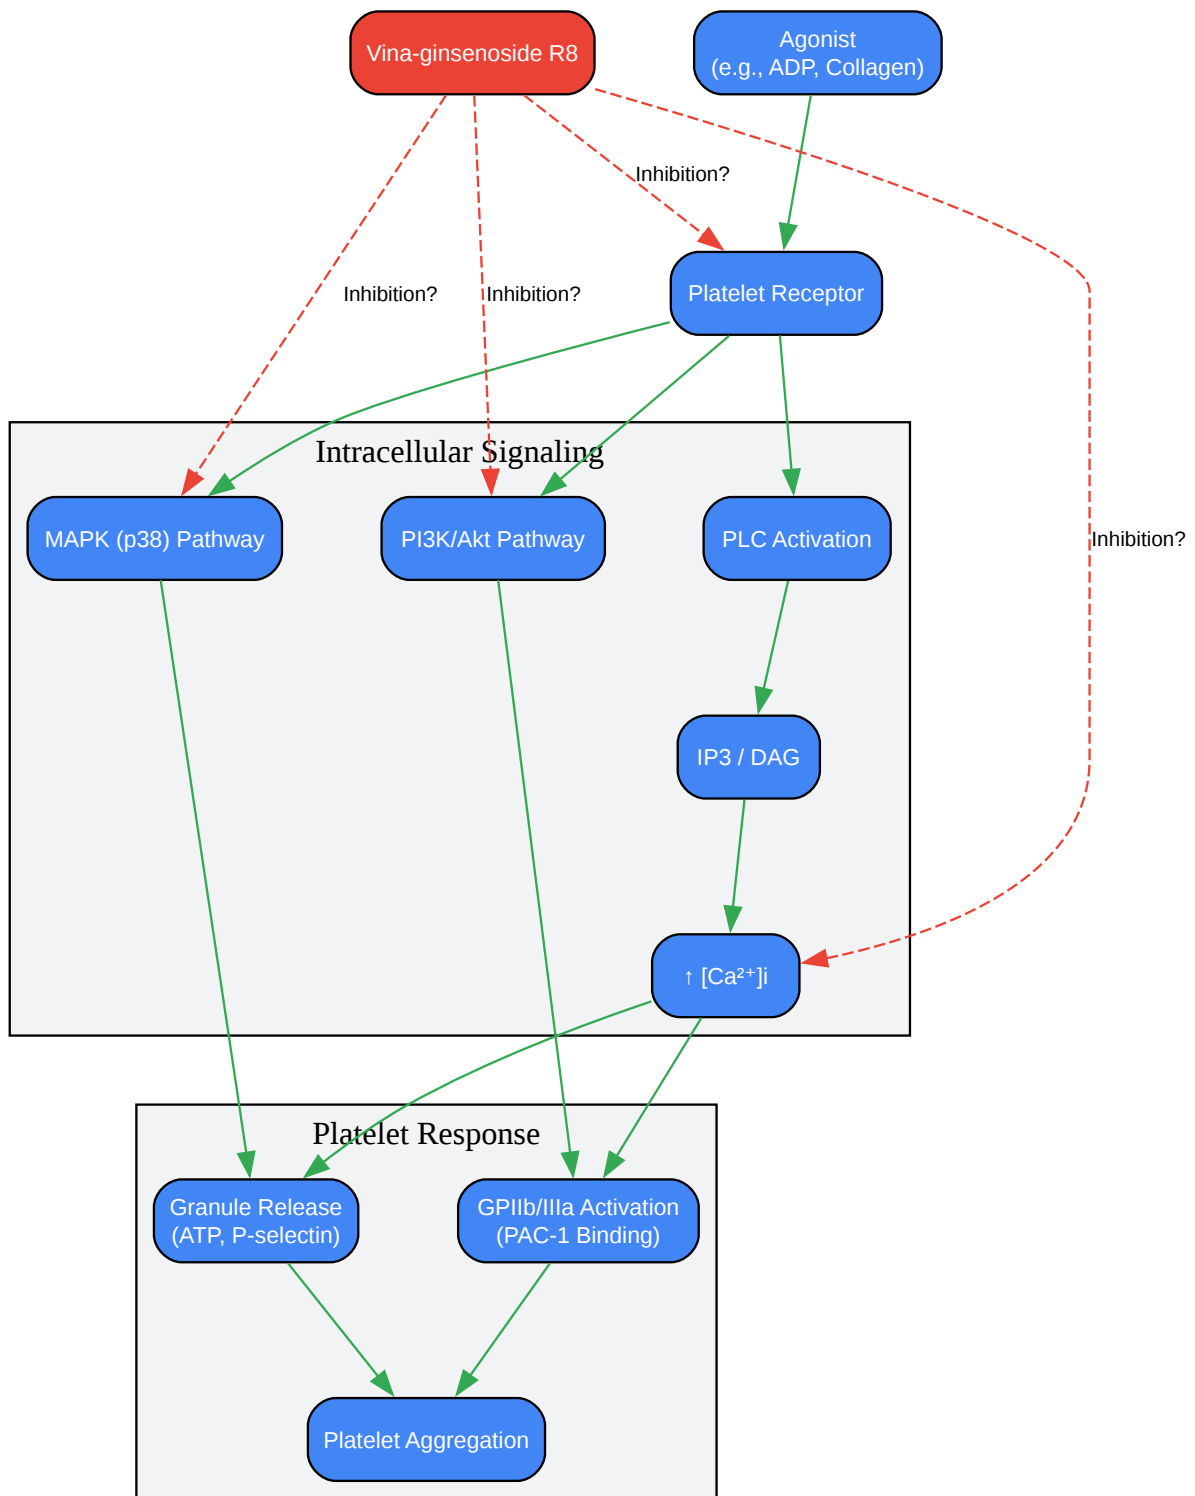 Vina-ginsenoside R8
Agonist
(e.g., ADP, Collagen)
Inhibition?
Platelet Receptor
Inhibition?
Inhibition?
Intracellular Signaling
MAPK (p38) Pathway
PI3K/Akt Pathway
PLC Activation
Inhibition?
IP3 / DAG
↑ [Ca²⁺]i
Platelet Response
Granule Release
(ATP, P-selectin)
GPIIb/IIIa Activation
(PAC-1 Binding)
Platelet Aggregation